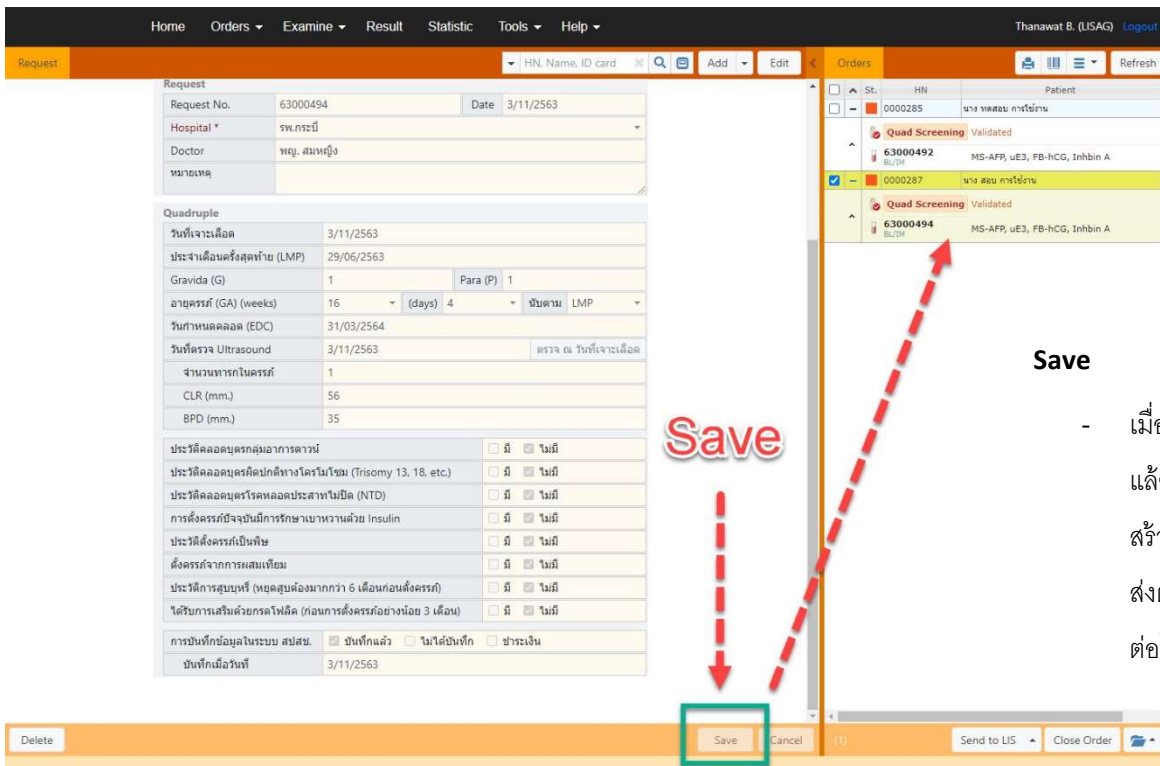 Home Orders Examine Result Statistic Tools Help Thanawat B. (LISAG) Logout
Request HN. Name. ID card Add Edit Orders Refresh
Request
Request No. 63000494 Date 3/11/2563
Hospital * รพ.กระบี่
Doctor พญ. สมหญิง
หมายเหตุ
Quadruple
วันที่เจาะเลือด 3/11/2563
ประจำเดือนครั้งสุดท้าย (LMP) 29/06/2563
Gravida (G) 1 Para (P) 1
อายุครรภ์ (GA) (weeks) 16 (days) 4 นับตาม LMP
วันกำหนดคลอด (EDC) 31/03/2564
วันที่ตรวจ Ultrasound 3/11/2563 ตรวจ ณ วันที่เจาะเลือด
จำนวนทารกในครรภ์ 1
CLR (mm.) 56
BPD (mm.) 35
ประวัติคลอดบุตรกลุ่มอาการดาวน์ มี ไม่มี
ประวัติคลอดบุตรผิดปกติทางโครโมโซม (Trisomy 13, 18, etc.) มี ไม่มี
ประวัติคลอดบุตรโรคหลอดประสาทไม่ปิด (NTD) มี ไม่มี
การตั้งครรภ์ปัจจุบันมีการรักษาเบาหวานด้วย Insulin มี ไม่มี
ประวัติตั้งครรภ์เป็นพิษ มี ไม่มี
ตั้งครรภ์จากการผสมเทียม มี ไม่มี
ประวัติการสูบบุหรี่ (หยุดสูบต้องมากกว่า 6 เดือนก่อนตั้งครรภ์) มี ไม่มี
ได้รับการเสริมด้วยกรดโฟลิค (ก่อนการตั้งครรภ์อย่างน้อย 3 เดือน) มี ไม่มี
การบันทึกข้อมูลในระบบ สปสช. บันทึกแล้ว ไม่ได้บันทึก ชำระเงิน
บันทึกเมื่อวันที่ 3/11/2563
Delete Save Cancel
Save
St. HN Patient
0000285 นาง ทดสอบ การใช้งาน
Quad Screening Validated
63000492 MS-AFP, uE3, FB-hCG, Inhbin A
BL/IM
0000287 นาง สอบ การใช้งาน
Quad Screening Validated
63000494 MS-AFP, uE3, FB-hCG, Inhbin A
BL/IM
Save
-
สร้า
ต่อ
(1) Send to LIS Close Order